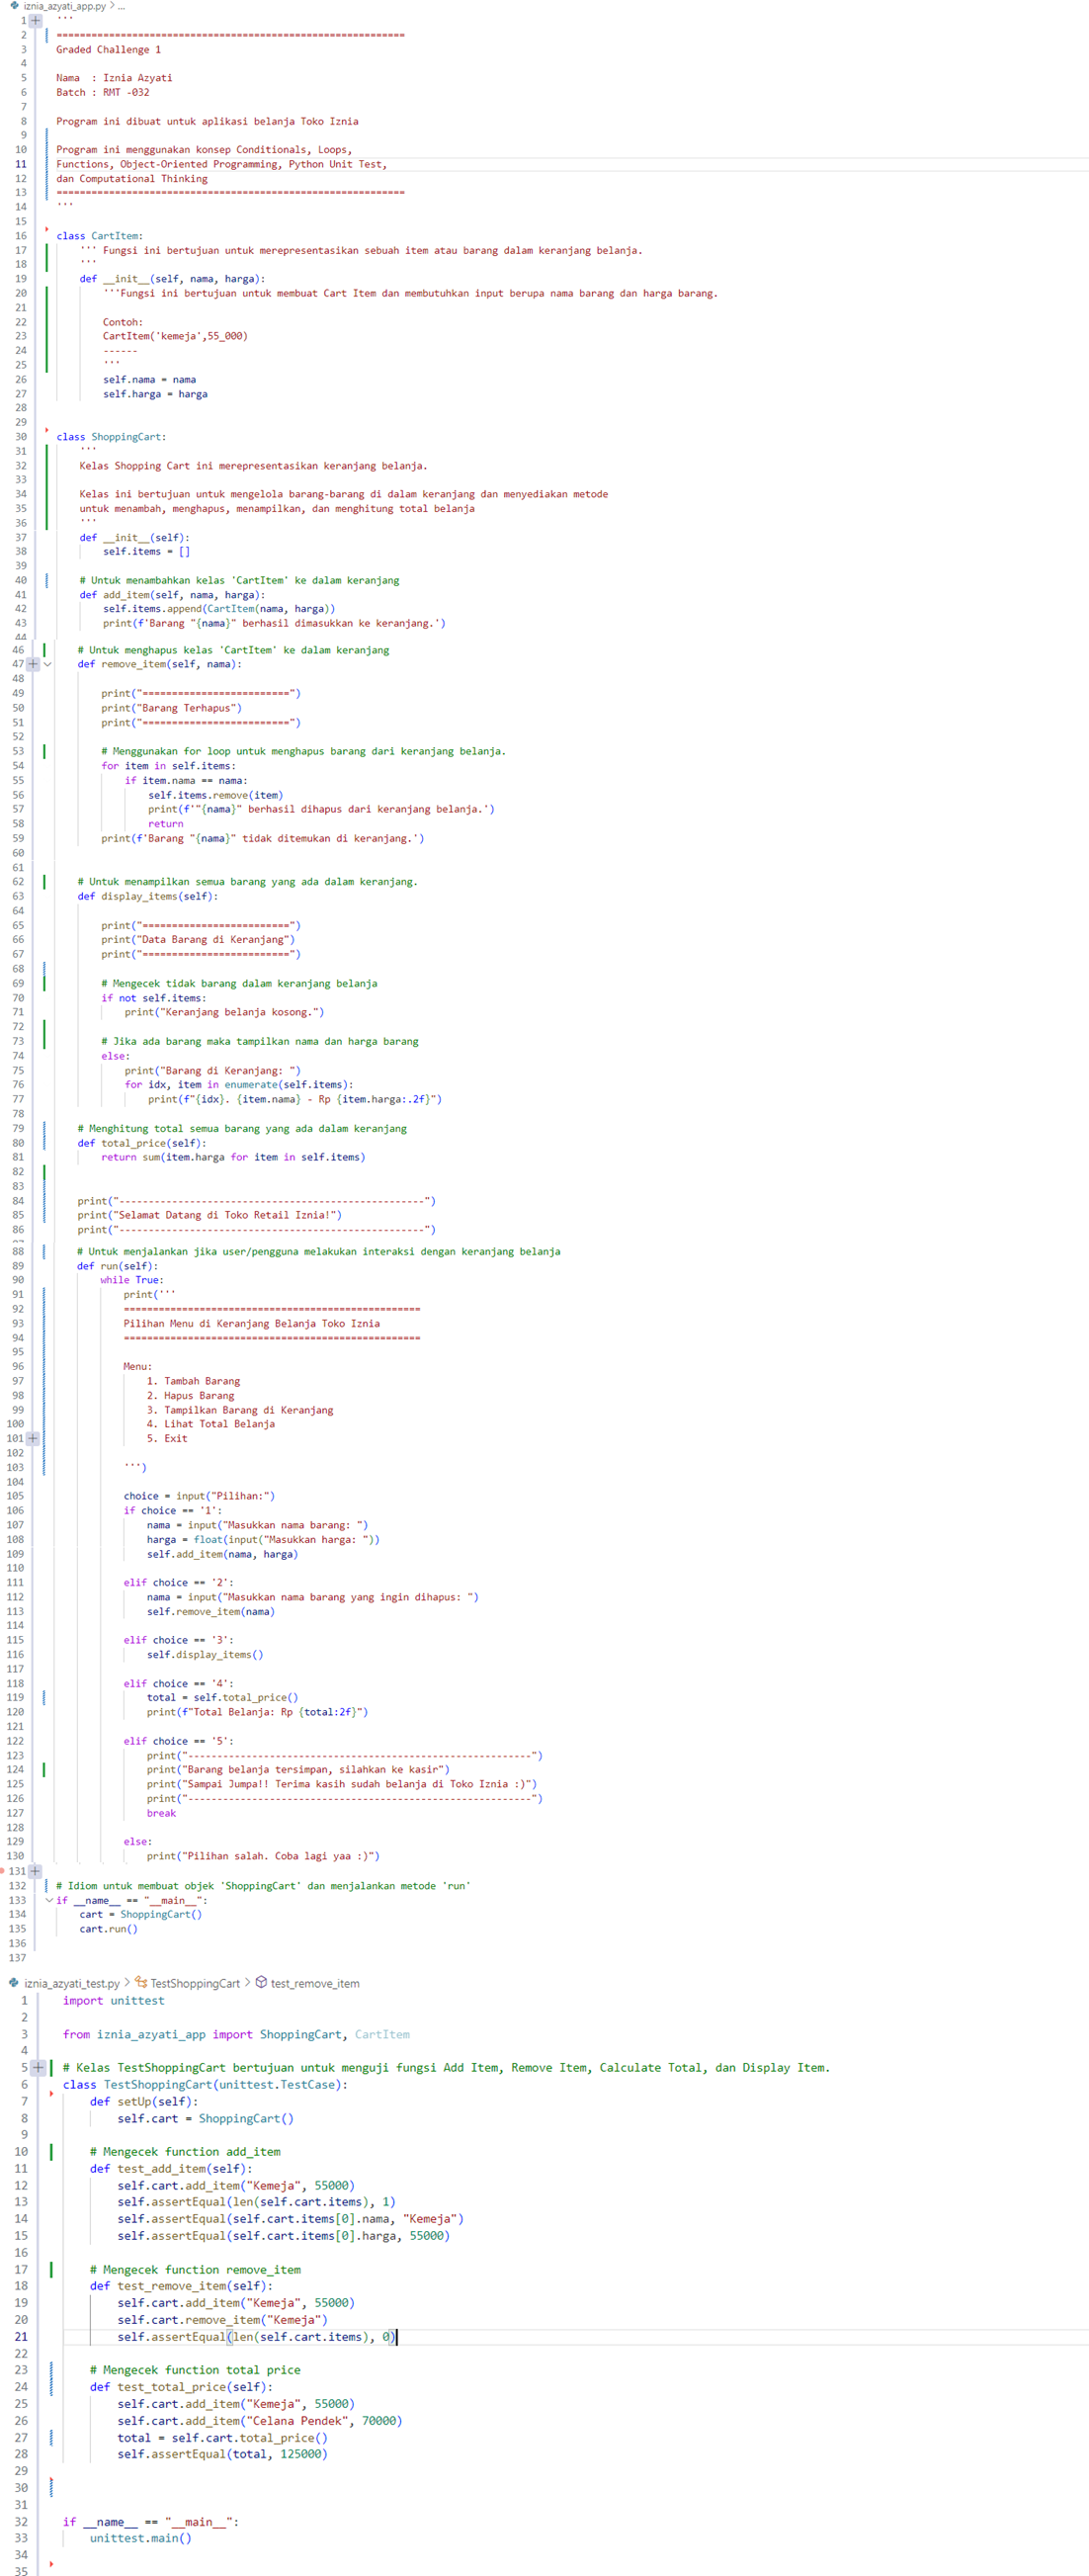 iznia_azyati_app.py > ...
1 '''
2 ============================================================
3 Graded Challenge 1
4
5 Nama  : Iznia Azyati
6 Batch : RMT -032
7
8 Program ini dibuat untuk aplikasi belanja Toko Iznia
9
10 Program ini menggunakan konsep Conditionals, Loops,
11 Functions, Object-Oriented Programming, Python Unit Test,
12 dan Computational Thinking
13 ============================================================
14 '''
15
16 class CartItem:
17     ''' Fungsi ini bertujuan untuk merepresentasikan sebuah item atau barang dalam keranjang belanja.
18     '''
19     def __init__(self, nama, harga):
20         '''Fungsi ini bertujuan untuk membuat Cart Item dan membutuhkan input berupa nama barang dan harga barang.
21
22         Contoh:
23         CartItem('kemeja',55_000)
24         ------
25         '''
26         self.nama = nama
27         self.harga = harga
28
29
30 class ShoppingCart:
31     '''
32     Kelas Shopping Cart ini merepresentasikan keranjang belanja.
33
34     Kelas ini bertujuan untuk mengelola barang-barang di dalam keranjang dan menyediakan metode
35     untuk menambah, menghapus, menampilkan, dan menghitung total belanja
36     '''
37     def __init__(self):
38         self.items = []
39
40     # Untuk menambahkan kelas 'CartItem' ke dalam keranjang
41     def add_item(self, nama, harga):
42         self.items.append(CartItem(nama, harga))
43         print(f'Barang "{nama}" berhasil dimasukkan ke keranjang.')
44
46     # Untuk menghapus kelas 'CartItem' ke dalam keranjang
47     def remove_item(self, nama):
48
49         print("=========================")
50         print("Barang Terhapus")
51         print("=========================")
52
53         # Menggunakan for loop untuk menghapus barang dari keranjang belanja.
54         for item in self.items:
55             if item.nama == nama:
56                 self.items.remove(item)
57                 print(f'"{nama}" berhasil dihapus dari keranjang belanja.')
58                 return
59         print(f'Barang "{nama}" tidak ditemukan di keranjang.')
60
61
62     # Untuk menampilkan semua barang yang ada dalam keranjang.
63     def display_items(self):
64
65         print("=========================")
66         print("Data Barang di Keranjang")
67         print("=========================")
68
69         # Mengecek tidak barang dalam keranjang belanja
70         if not self.items:
71             print("Keranjang belanja kosong.")
72
73         # Jika ada barang maka tampilkan nama dan harga barang
74         else:
75             print("Barang di Keranjang: ")
76             for idx, item in enumerate(self.items):
77                 print(f"{idx}. {item.nama} - Rp {item.harga:.2f}")
78
79     # Menghitung total semua barang yang ada dalam keranjang
80     def total_price(self):
81         return sum(item.harga for item in self.items)
82
83
84     print("----------------------------------------------------")
85     print("Selamat Datang di Toko Retail Iznia!")
86     print("----------------------------------------------------")
88     # Untuk menjalankan jika user/pengguna melakukan interaksi dengan keranjang belanja
89     def run(self):
90         while True:
91             print('''
92             ===================================================
93             Pilihan Menu di Keranjang Belanja Toko Iznia
94             ===================================================
95
96             Menu:
97                 1. Tambah Barang
98                 2. Hapus Barang
99                 3. Tampilkan Barang di Keranjang
100                 4. Lihat Total Belanja
101                 5. Exit
102
103             ''')
104
105             choice = input("Pilihan:")
106             if choice == '1':
107                 nama = input("Masukkan nama barang: ")
108                 harga = float(input("Masukkan harga: "))
109                 self.add_item(nama, harga)
110
111             elif choice == '2':
112                 nama = input("Masukkan nama barang yang ingin dihapus: ")
113                 self.remove_item(nama)
114
115             elif choice == '3':
116                 self.display_items()
117
118             elif choice == '4':
119                 total = self.total_price()
120                 print(f"Total Belanja: Rp {total:2f}")
121
122             elif choice == '5':
123                 print("-----------------------------------------------------------")
124                 print("Barang belanja tersimpan, silahkan ke kasir")
125                 print("Sampai Jumpa!! Terima kasih sudah belanja di Toko Iznia :)")
126                 print("-----------------------------------------------------------")
127                 break
128
129             else:
130                 print("Pilihan salah. Coba lagi yaa :)")
131
132 # Idiom untuk membuat objek 'ShoppingCart' dan menjalankan metode 'run'
133 if __name__ == "__main__":
134     cart = ShoppingCart()
135     cart.run()
136
137
iznia_azyati_test.py > TestShoppingCart > test_remove_item
1 import unittest
2
3 from iznia_azyati_app import ShoppingCart, CartItem
4
5 # Kelas TestShoppingCart bertujuan untuk menguji fungsi Add Item, Remove Item, Calculate Total, dan Display Item.
6 class TestShoppingCart(unittest.TestCase):
7     def setUp(self):
8         self.cart = ShoppingCart()
9
10     # Mengecek function add_item
11     def test_add_item(self):
12         self.cart.add_item("Kemeja", 55000)
13         self.assertEqual(len(self.cart.items), 1)
14         self.assertEqual(self.cart.items[0].nama, "Kemeja")
15         self.assertEqual(self.cart.items[0].harga, 55000)
16
17     # Mengecek function remove_item
18     def test_remove_item(self):
19         self.cart.add_item("Kemeja", 55000)
20         self.cart.remove_item("Kemeja")
21         self.assertEqual(len(self.cart.items), 0)
22
23     # Mengecek function total price
24     def test_total_price(self):
25         self.cart.add_item("Kemeja", 55000)
26         self.cart.add_item("Celana Pendek", 70000)
27         total = self.cart.total_price()
28         self.assertEqual(total, 125000)
29
30
31
32 if __name__ == "__main__":
33     unittest.main()
34
35